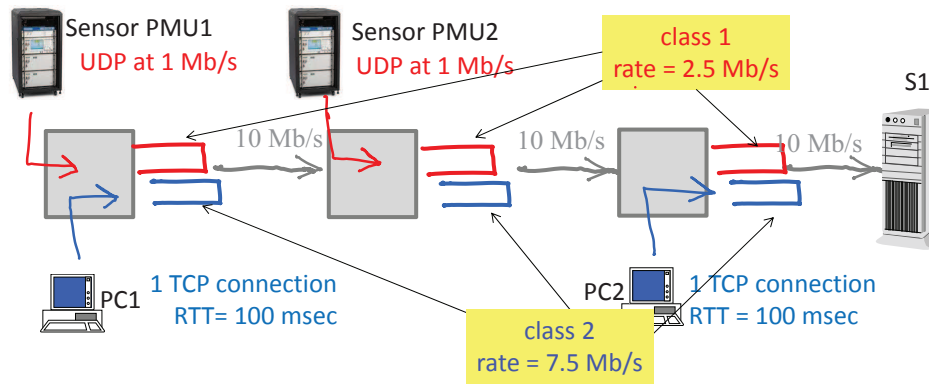 Sensor PMU1
UDP at 1 Mb/s
Sensor PMU2
UDP at 1 Mb/s
class 1
rate = 2.5 Mb/s
S1
10 Mb/s
10 Mb/s
10 Mb/s
PC1
1 TCP connection
RTT= 100 msec
PC2
1 TCP connection
RTT = 100 msec
class 2
rate = 7.5 Mb/s